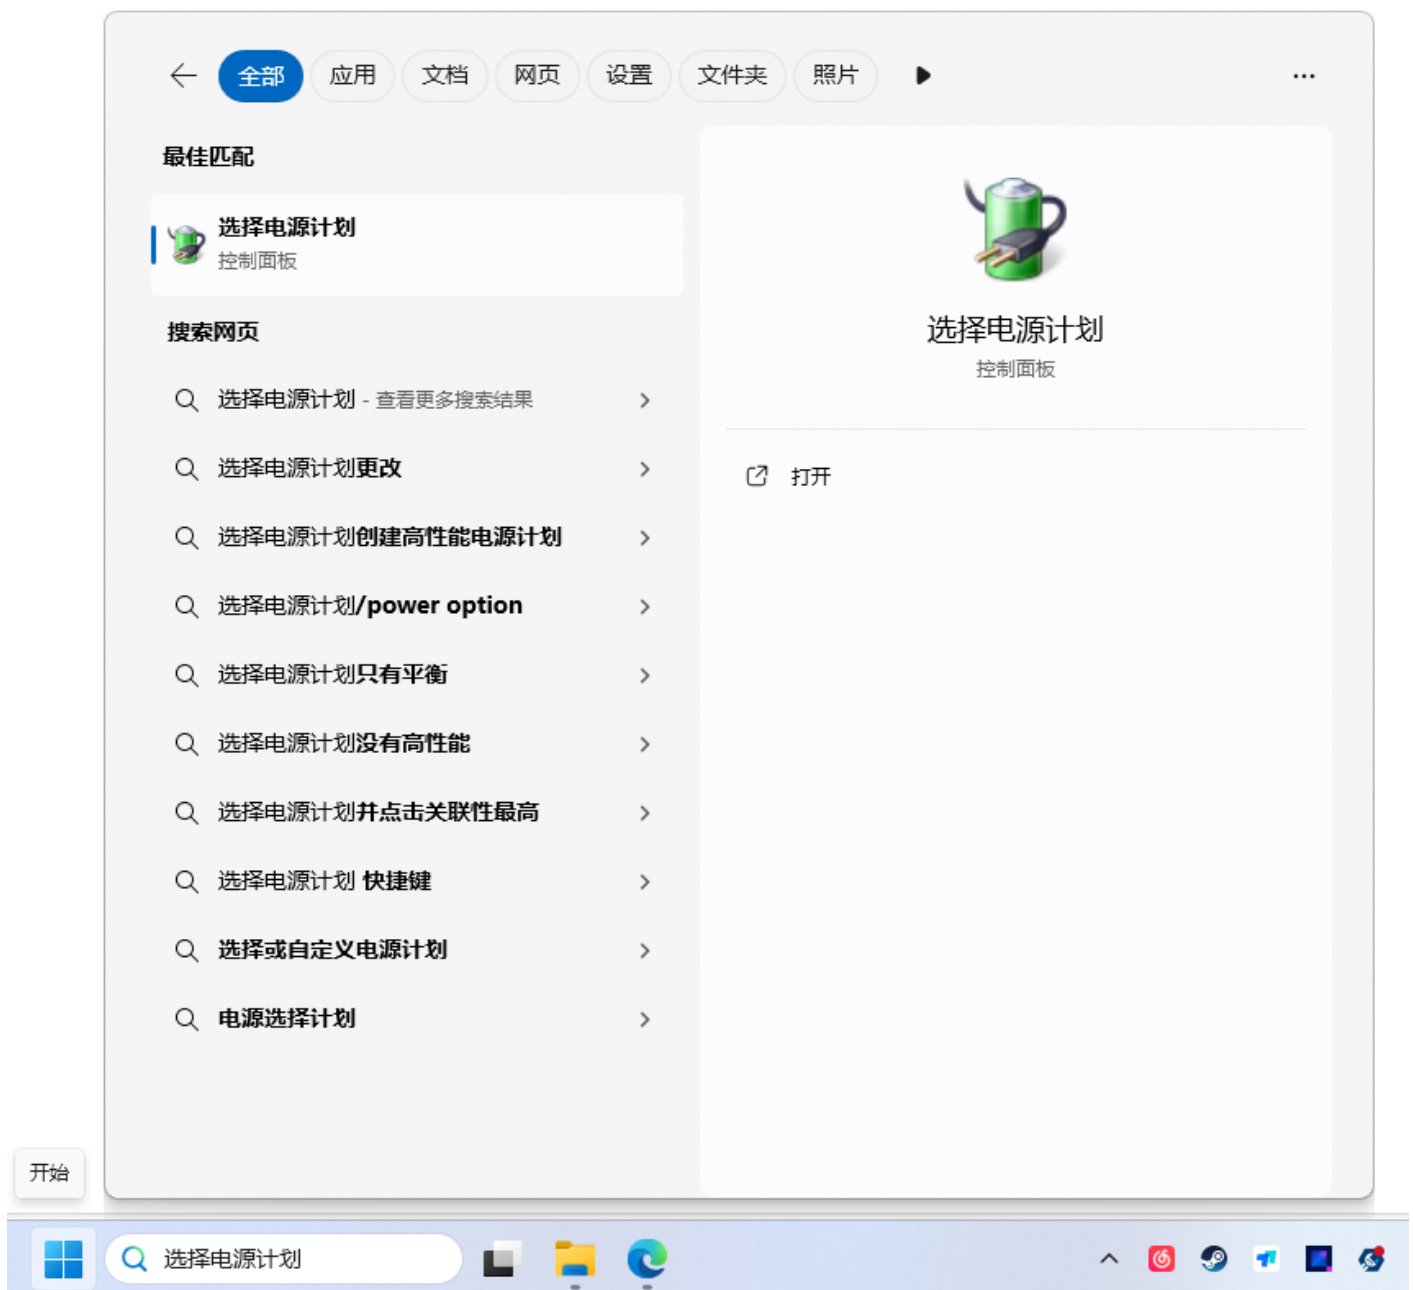 全部 应用 文档 网页 设置 文件夹 照片
最佳匹配
选择电源计划
控制面板
搜索网页
选择电源计划 - 查看更多搜索结果
选择电源计划更改
选择电源计划创建高性能电源计划
选择电源计划/power option
选择电源计划只有平衡
选择电源计划没有高性能
选择电源计划并点击关联性最高
选择电源计划 快捷键
选择或自定义电源计划
电源选择计划
选择电源计划
控制面板
打开
开始
选择电源计划